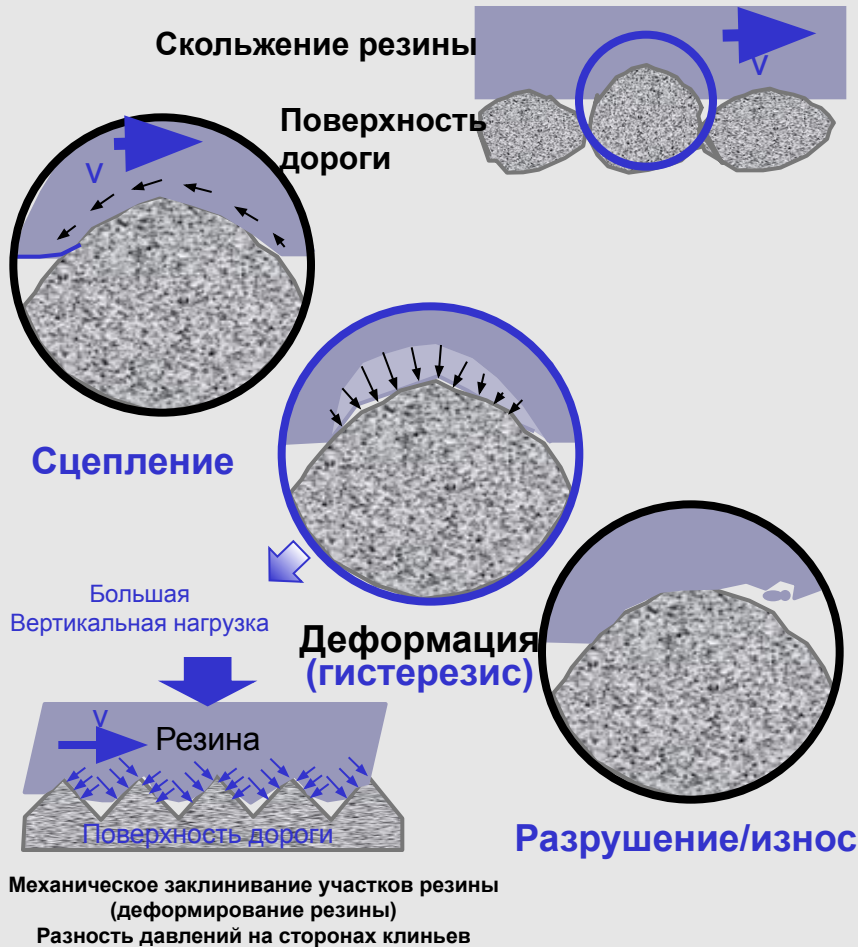 Скольжение резины
V
Поверхность
дороги
V
Сцепление
Большая
Вертикальная нагрузка
Деформация
(гистерезис)
V
Резина
Поверхность дороги
Разрушение/износ
Механическое заклинивание участков резины
(деформирование резины)
Разность давлений на сторонах клиньев